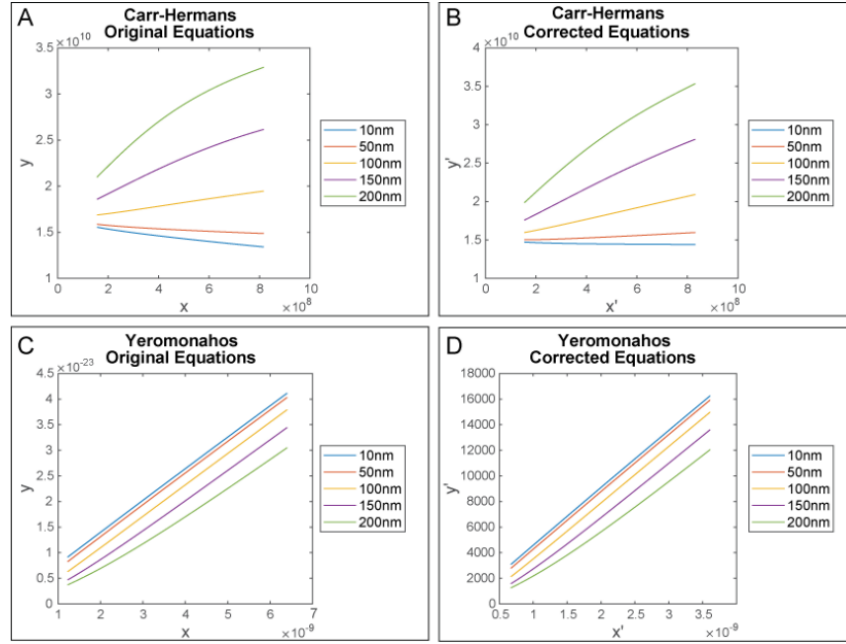 A
Carr-Hermans
Original Equations
×10^10
3.5
3
2.5
2
1.5
1
y
0
2
4
6
8
10
x
×10^8
10nm
50nm
100nm
150nm
200nm
B
Carr-Hermans
Corrected Equations
×10^10
4
3.5
3
2.5
2
1.5
1
y'
0
2
4
6
8
10
x'
×10^8
10nm
50nm
100nm
150nm
200nm
C
Yeromonahos
Original Equations
×10^-23
4.5
4
3.5
3
2.5
2
1.5
1
0.5
0
y
1
2
3
4
5
6
7
x
×10^-9
10nm
50nm
100nm
150nm
200nm
D
Yeromonahos
Corrected Equations
18000
16000
14000
12000
10000
8000
6000
4000
2000
0
y'
0.5
1
1.5
2
2.5
3
3.5
4
x'
×10^-9
10nm
50nm
100nm
150nm
200nm